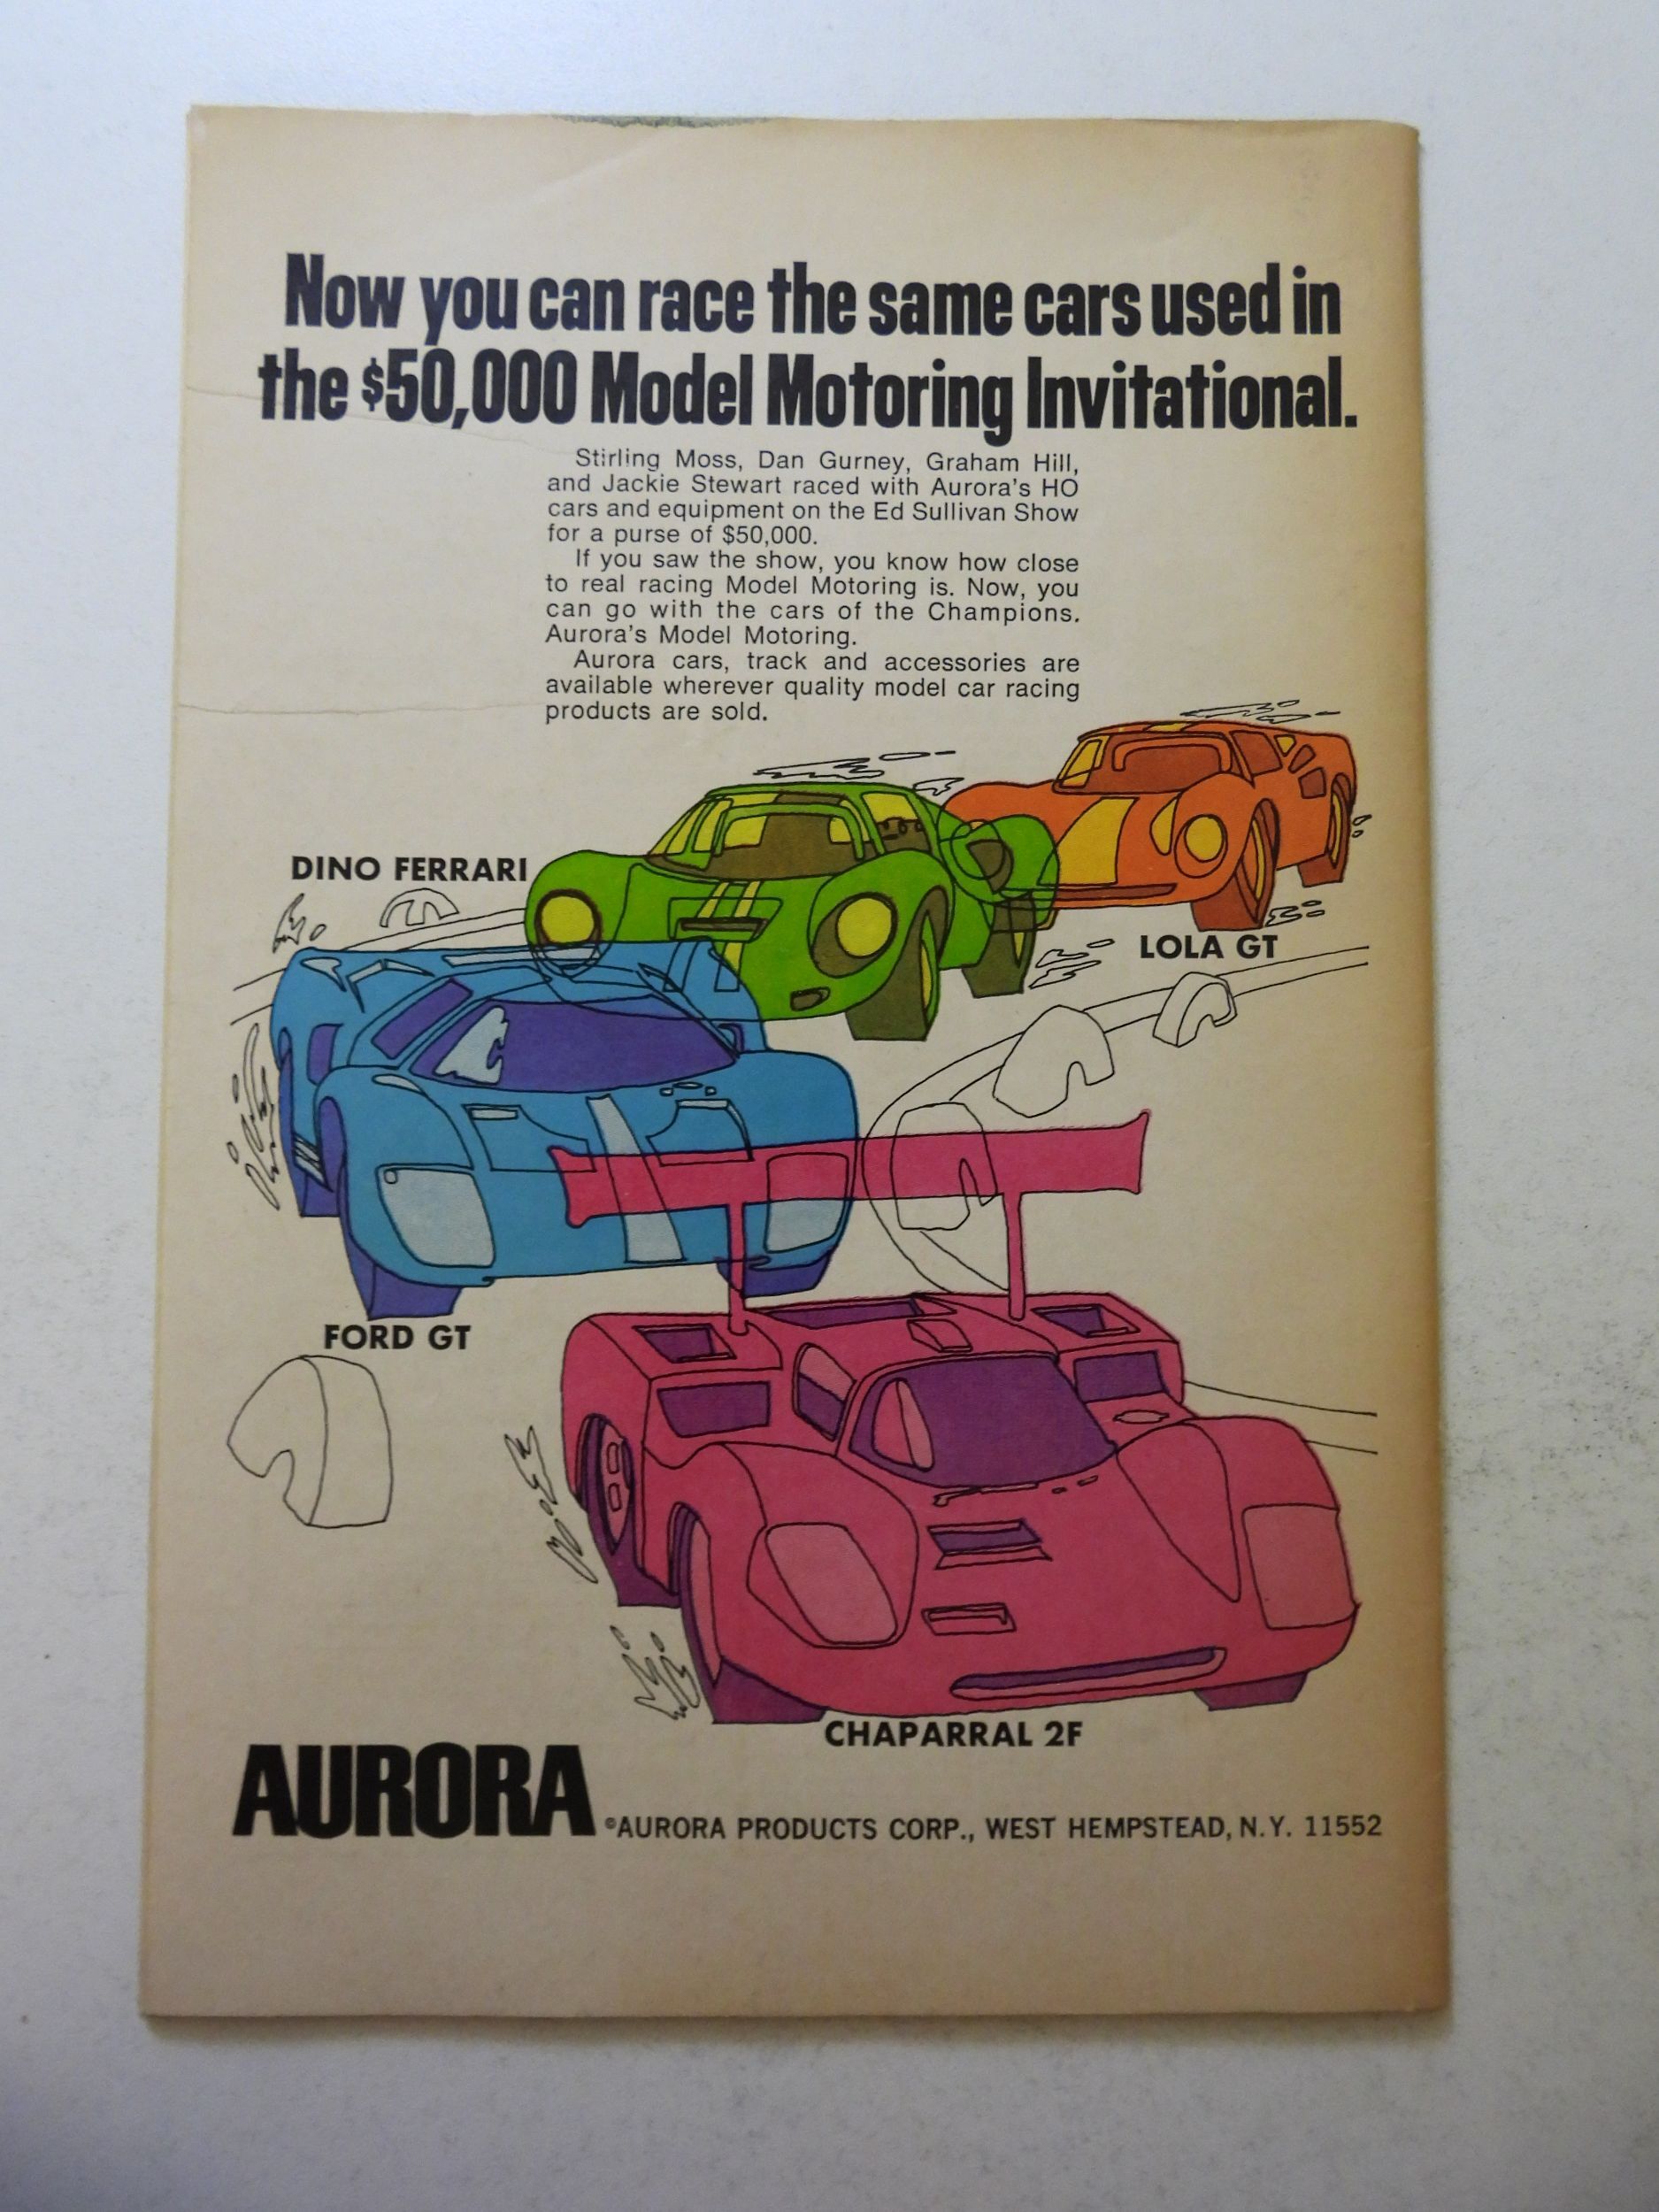 Now you can race the same cars used in
the $50,000 Model Motoring Invitational.
Stirling Moss, Dan Gurney, Graham Hill,
and Jackie Stewart raced with Aurora's HO
cars and equipment on the Ed Sullivan Show
for a purse of $50,000.
If you saw the show, you know how close
to real racing Model Motoring is. Now, you
can go with the cars of the Champions.
Aurora's Model Motoring.
Aurora cars, track and accessories are
available wherever quality model car racing
products are sold.
DINO FERRARI
LOLA GT
FORD GT
CHAPARRAL 2F
AURORA
©AURORA PRODUCTS CORP., WEST HEMPSTEAD, N.Y. 11552